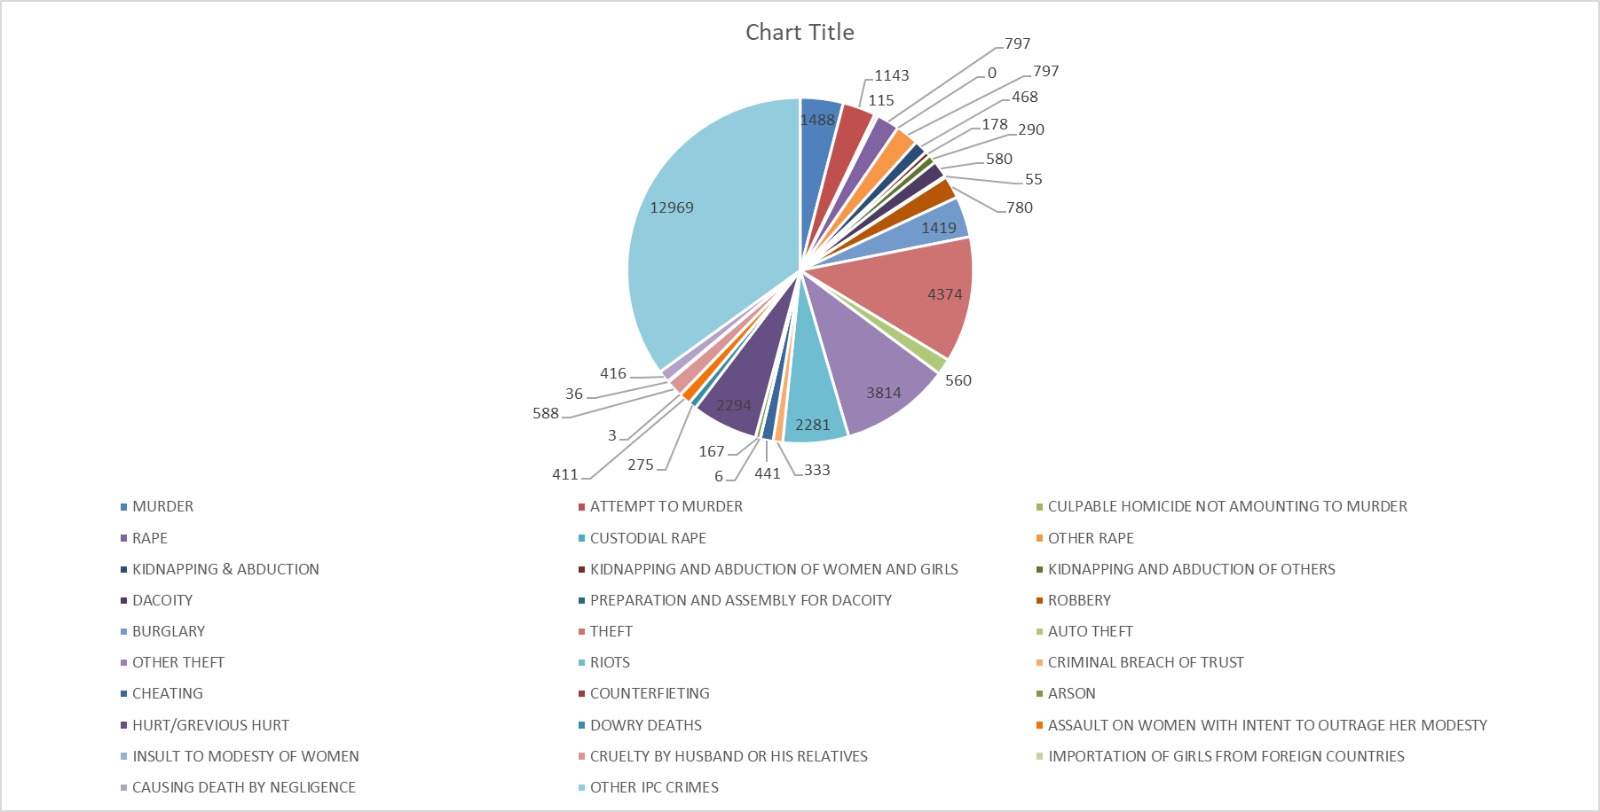 Chart Title
797
1143
0
797
115
468
1488
178
290
580
55
780
12969
1419
4374
416
560
36
3814
588
2294
2281
3
167
275
333
411
6
441
MURDER
ATTEMPT TO MURDER
CULPABLE HOMICIDE NOT AMOUNTING TO MURDER
RAPE
CUSTODIAL RAPE
OTHER RAPE
KIDNAPPING & ABDUCTION
KIDNAPPING AND ABDUCTION OF WOMEN AND GIRLS
KIDNAPPING AND ABDUCTION OF OTHERS
DACOITY
PREPARATION AND ASSEMBLY FOR DACOITY
ROBBERY
BURGLARY
THEFT
AUTO THEFT
OTHER THEFT
RIOTS
CRIMINAL BREACH OF TRUST
CHEATING
COUNTERFIETING
ARSON
HURT/GREVIOUS HURT
DOWRY DEATHS
ASSAULT ON WOMEN WITH INTENT TO OUTRAGE HER MODESTY
INSULT TO MODESTY OF WOMEN
CRUELTY BY HUSBAND OR HIS RELATIVES
IMPORTATION OF GIRLS FROM FOREIGN COUNTRIES
CAUSING DEATH BY NEGLIGENCE
OTHER IPC CRIMES